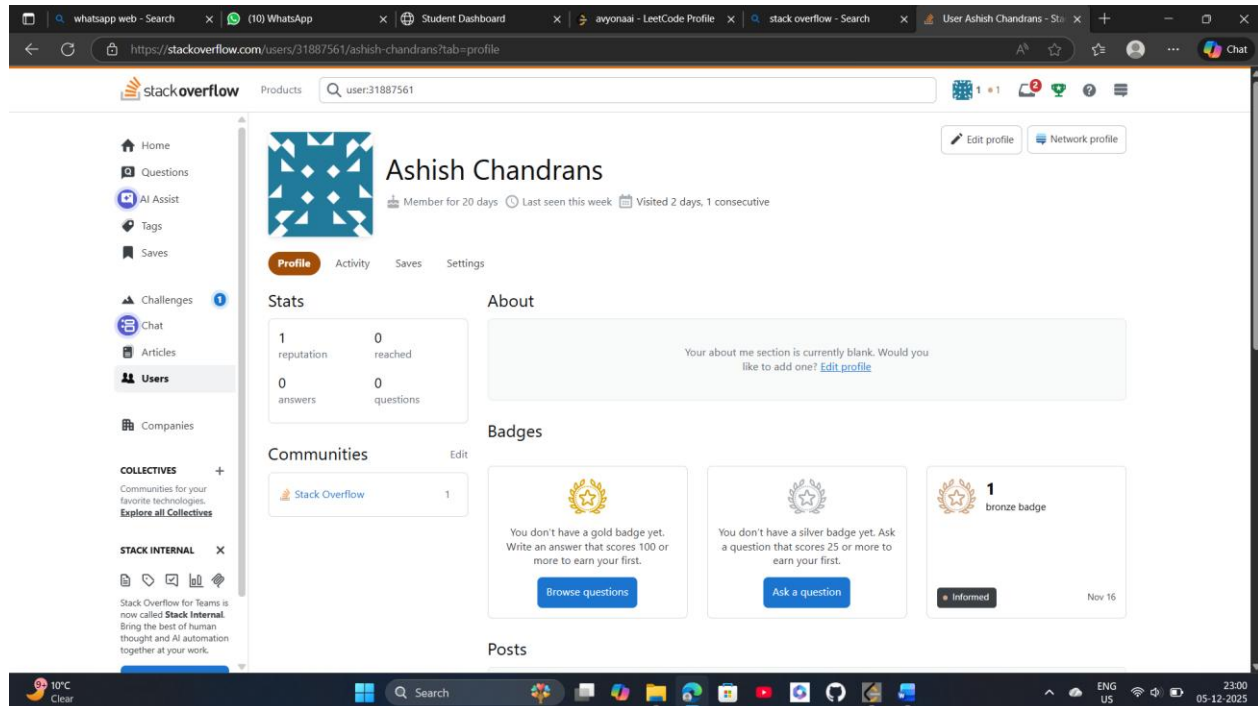 whatsapp web - Search
(10) WhatsApp
Student Dashboard
avyonaai - LeetCode Profile
stack overflow - Search
User Ashish Chandrans - Sta
https://stackoverflow.com/users/31887561/ashish-chandrans?tab=profile
Chat
stackoverflow
Products
user:31887561
1 • 1
2
Home
Questions
AI Assist
Tags
Saves
Challenges 1
Chat
Articles
Users
Companies
COLLECTIVES +
Communities for your
favorite technologies.
Explore all Collectives
STACK INTERNAL X
Stack Overflow for Teams is
now called Stack Internal.
Bring the best of human
thought and AI automation
together at your work.
Edit profile
Network profile
Ashish Chandrans
Member for 20 days Last seen this week Visited 2 days, 1 consecutive
Profile Activity Saves Settings
Stats
1
reputation
0
reached
0
answers
0
questions
Communities Edit
Stack Overflow 1
About
Your about me section is currently blank. Would you
like to add one? Edit profile
Badges
You don't have a gold badge yet.
Write an answer that scores 100 or
more to earn your first.
Browse questions
You don't have a silver badge yet. Ask
a question that scores 25 or more to
earn your first.
Ask a question
1
bronze badge
Informed Nov 16
Posts
9+
10°C
Clear
Search
ENG
US
23:00
05-12-2025